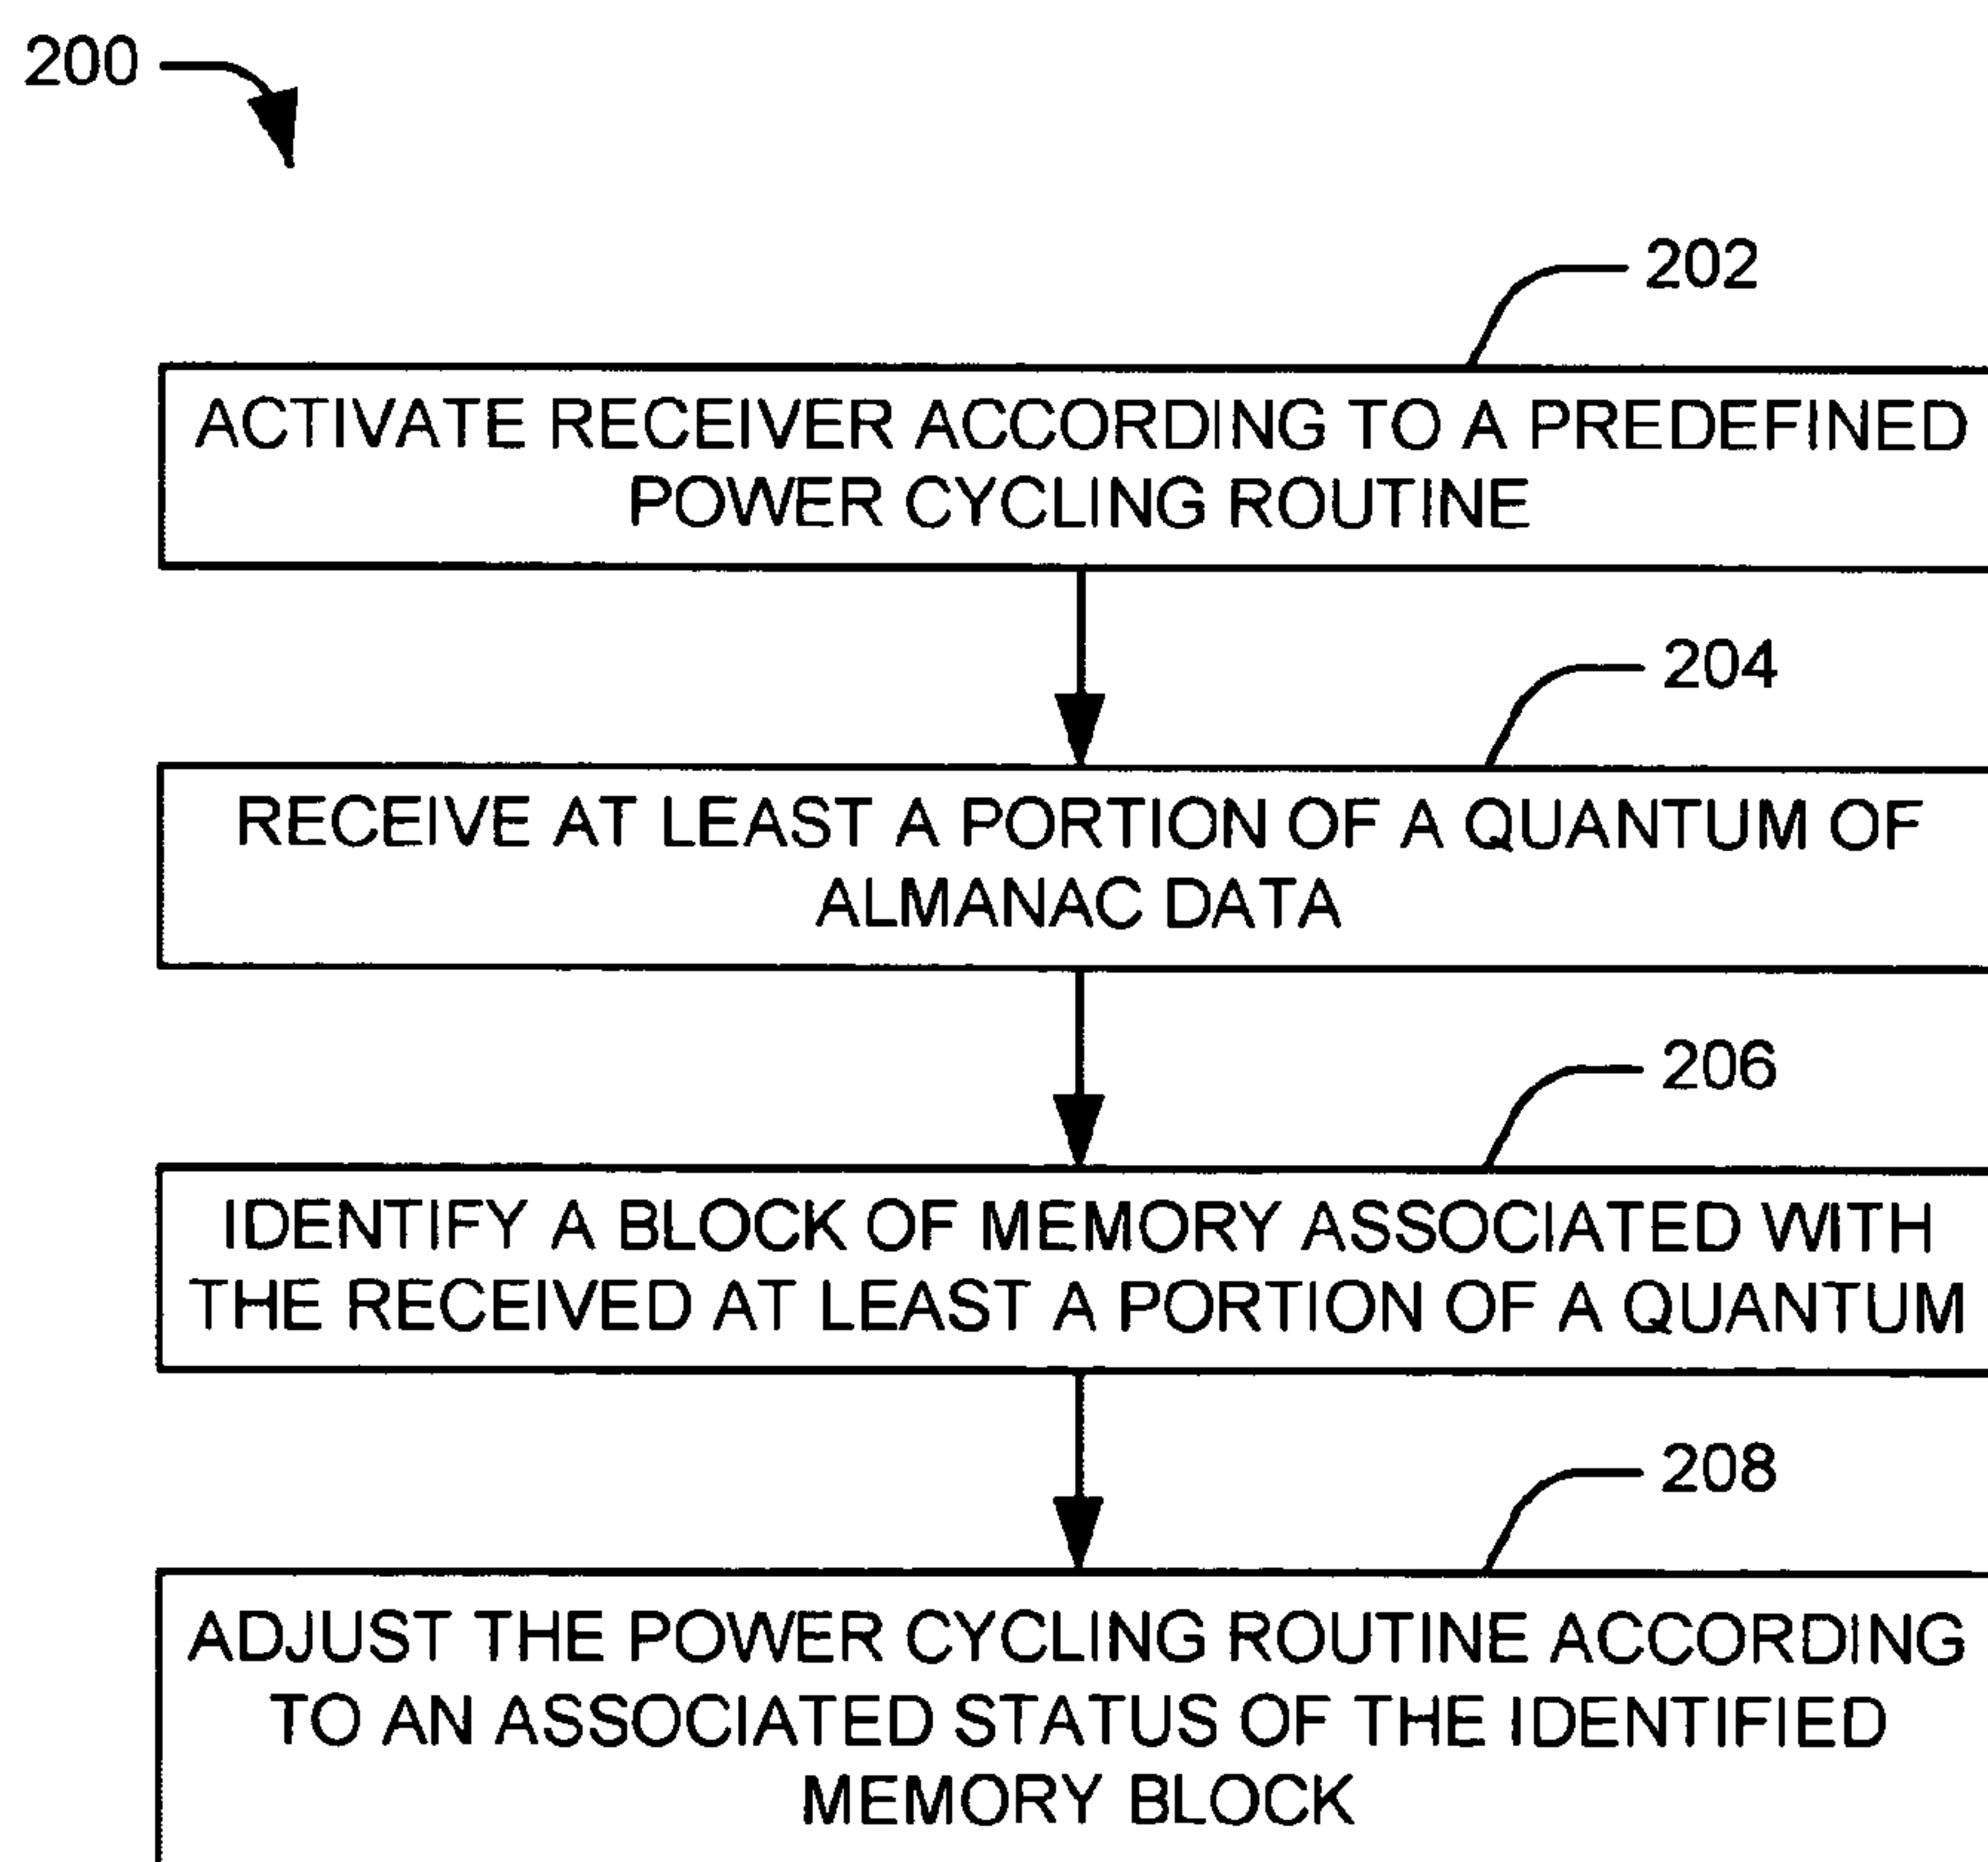 200
202
ACTIVATE RECEIVER ACCORDING TO A PREDEFINED
POWER CYCLING ROUTINE
204
RECEIVE AT LEAST A PORTION OF A QUANTUM OF
ALMANAC DATA
206
IDENTIFY A BLOCK OF MEMORY ASSOCIATED WITH
THE RECEIVED AT LEAST A PORTION OF A QUANTUM
208
ADJUST THE POWER CYCLING ROUTINE ACCORDING
TO AN ASSOCIATED STATUS OF THE IDENTIFIED
MEMORY BLOCK